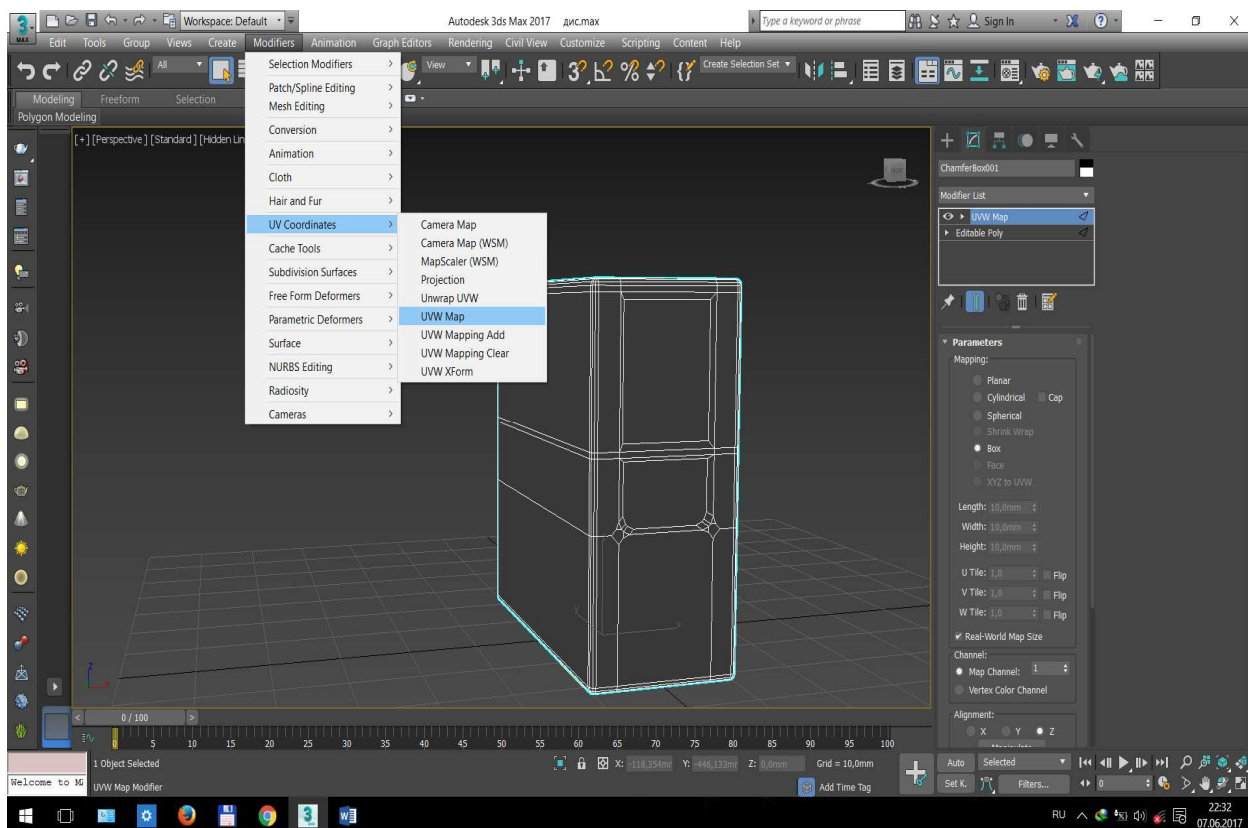 MAX
Workspace: Default
Autodesk 3ds Max 2017 дис.max
Type a keyword or phrase
Sign In
Edit Tools Group Views Create Modifiers Animation Graph Editors Rendering Civil View Customize Scripting Content Help
All
View
Create Selection Set
Modeling Freeform Selection
Polygon Modeling
[+] [Perspective ] [Standard ] [Hidden Lin
Selection Modifiers
Patch/Spline Editing
Mesh Editing
Conversion
Animation
Cloth
Hair and Fur
UV Coordinates
Cache Tools
Subdivision Surfaces
Free Form Deformers
Parametric Deformers
Surface
NURBS Editing
Radiosity
Cameras
Camera Map
Camera Map (WSM)
MapScaler (WSM)
Projection
Unwrap UVW
UVW Map
UVW Mapping Add
UVW Mapping Clear
UVW XForm
ChamferBox001
Modifier List
UVW Map
Editable Poly
Parameters
Mapping:
Planar
Cylindrical Cap
Spherical
Shrink Wrap
Box
Face
XYZ to UVW
Length: 10,0mm
Width: 10,0mm
Height: 10,0mm
U Tile: 1,0 Flip
V Tile: 1,0 Flip
W Tile: 1,0 Flip
Real-World Map Size
Channel:
Map Channel: 1
Vertex Color Channel
Alignment:
X Y Z
z
x
y
x
0 / 100
0 5 10 15 20 25 30 35 40 45 50 55 60 65 70 75 80 85 90 95 100
1 Object Selected
X: -118,354mr Y: -446,133mr Z: 0,0mm Grid = 10,0mm
Auto Selected
Welcome to M
UVW Map Modifier
Add Time Tag
Set K. Filters...
0
RU
22:32
07.06.2017